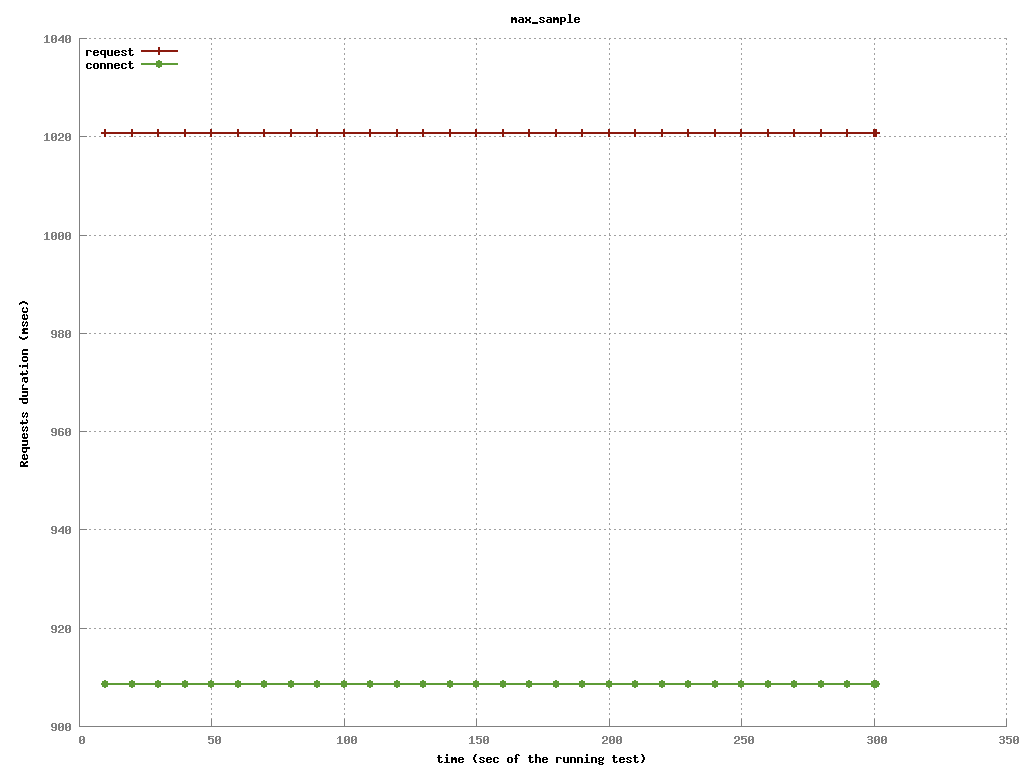 max_sample
request
connect
1040
1020
1000
980
960
940
920
900
Requests duration (msec)
0 50 100 150 200 250 300 350
time (sec of the running test)